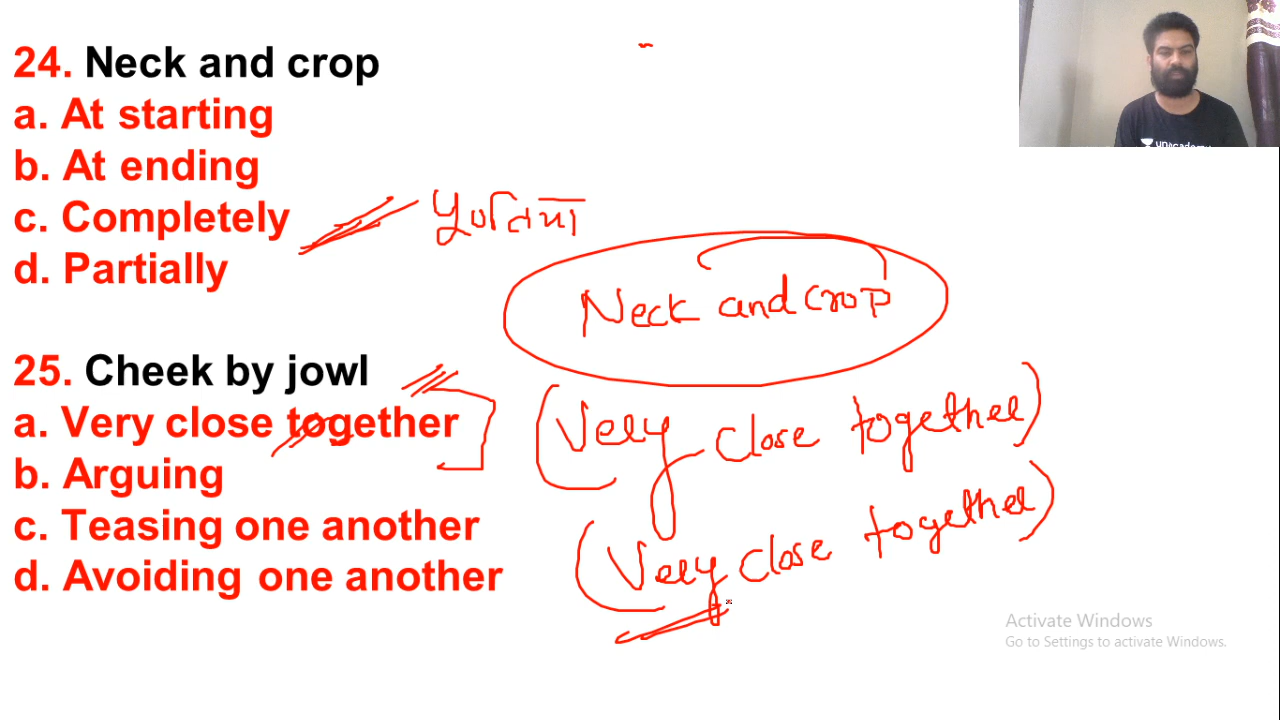 24. Neck and crop
a. At starting
b. At ending
c. Completely
पुर्णतया
d. Partially
Neck and crop
25. Cheek by jowl
a. Very close together
(Very close together)
b. Arguing
c. Teasing one another
(Very close together)
d. Avoiding one another
Activate Windows
Go to Settings to activate Windows.